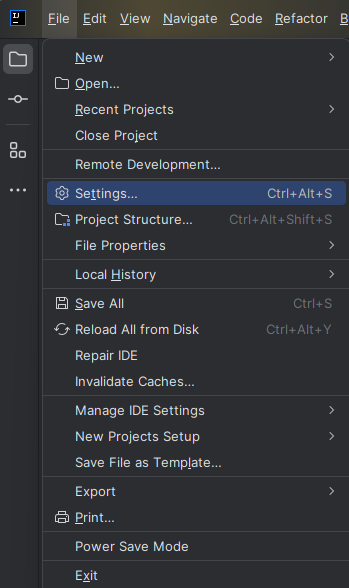 IJ
File Edit View Navigate Code Refactor B
New
Open...
Recent Projects
Close Project
Remote Development...
Settings... Ctrl+Alt+S
Project Structure... Ctrl+Alt+Shift+S
File Properties
Local History
Save All Ctrl+S
Reload All from Disk Ctrl+Alt+Y
Repair IDE
Invalidate Caches...
Manage IDE Settings
New Projects Setup
Save File as Template...
Export
Print...
Power Save Mode
Exit